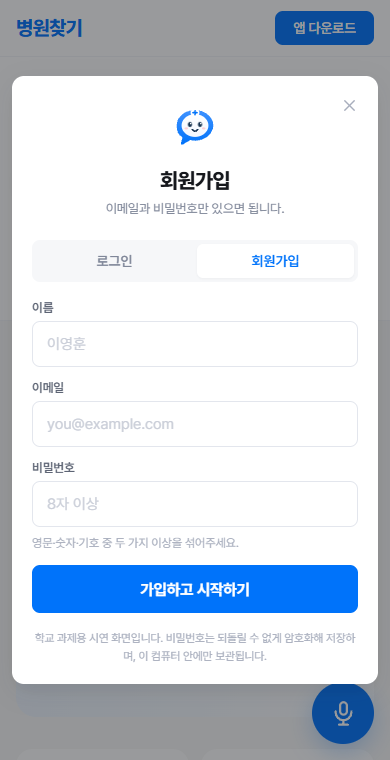 병원찾기
앱 다운로드
회원가입
이메일과 비밀번호만 있으면 됩니다.
로그인
회원가입
이름
이영훈
이메일
you@example.com
비밀번호
8자 이상
영문·숫자·기호 중 두 가지 이상을 섞어주세요.
가입하고 시작하기
학교 과제용 시연 화면입니다. 비밀번호는 되돌릴 수 없게 암호화해 저장하
며, 이 컴퓨터 안에만 보관됩니다.